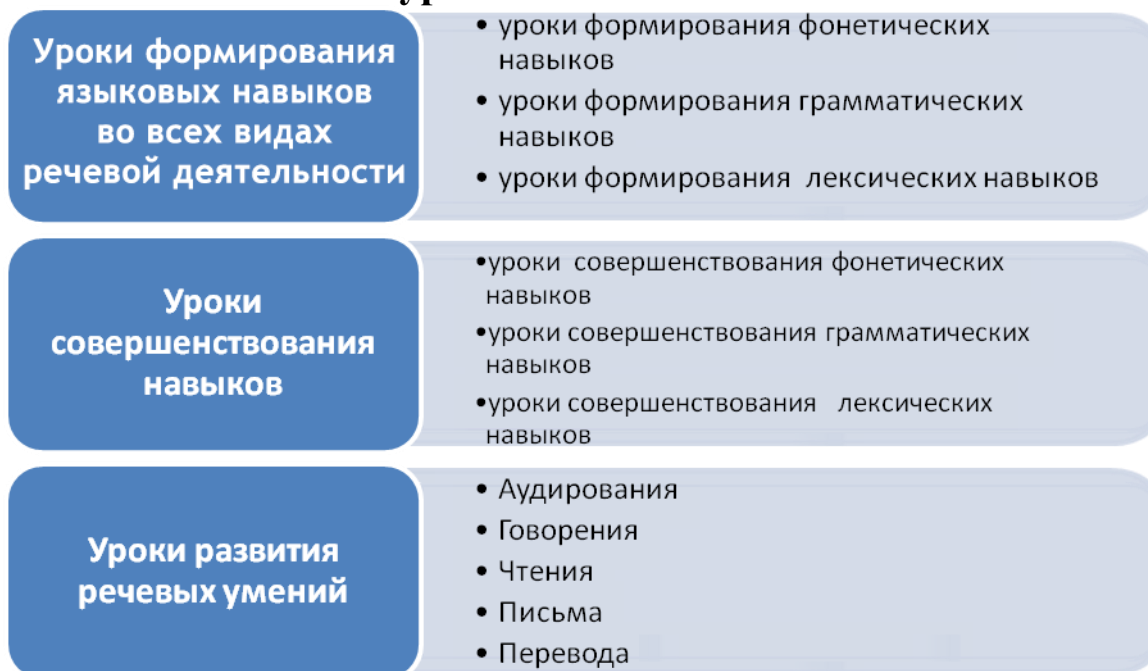 Уроки формирования
языковых навыков
во всех видах
речевой деятельности
• уроки формирования фонетических
навыков
• уроки формирования грамматических
навыков
• уроки формирования лексических навыков
Уроки
совершенствования
навыков
•уроки совершенствования фонетических
навыков
•уроки совершенствования грамматических
навыков
•уроки совершенствования лексических
навыков
Уроки развития
речевых умений
• Аудирования
• Говорения
• Чтения
• Письма
• Перевода